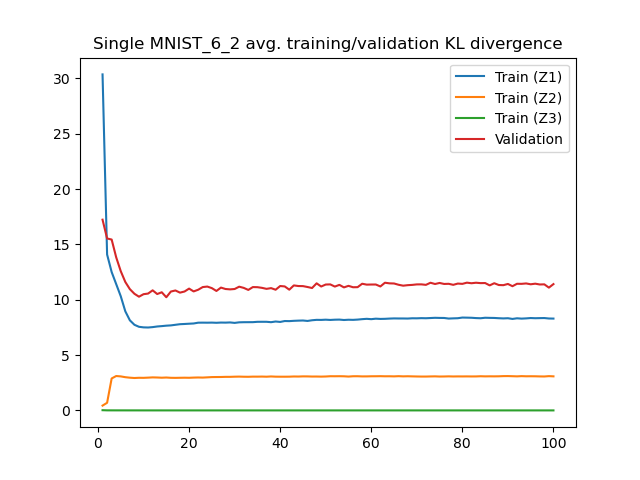 Single MNIST_6_2 avg. training/validation KL divergence
Train (Z1)
Train (Z2)
Train (Z3)
Validation
30
25
20
15
10
5
0
0 20 40 60 80 100